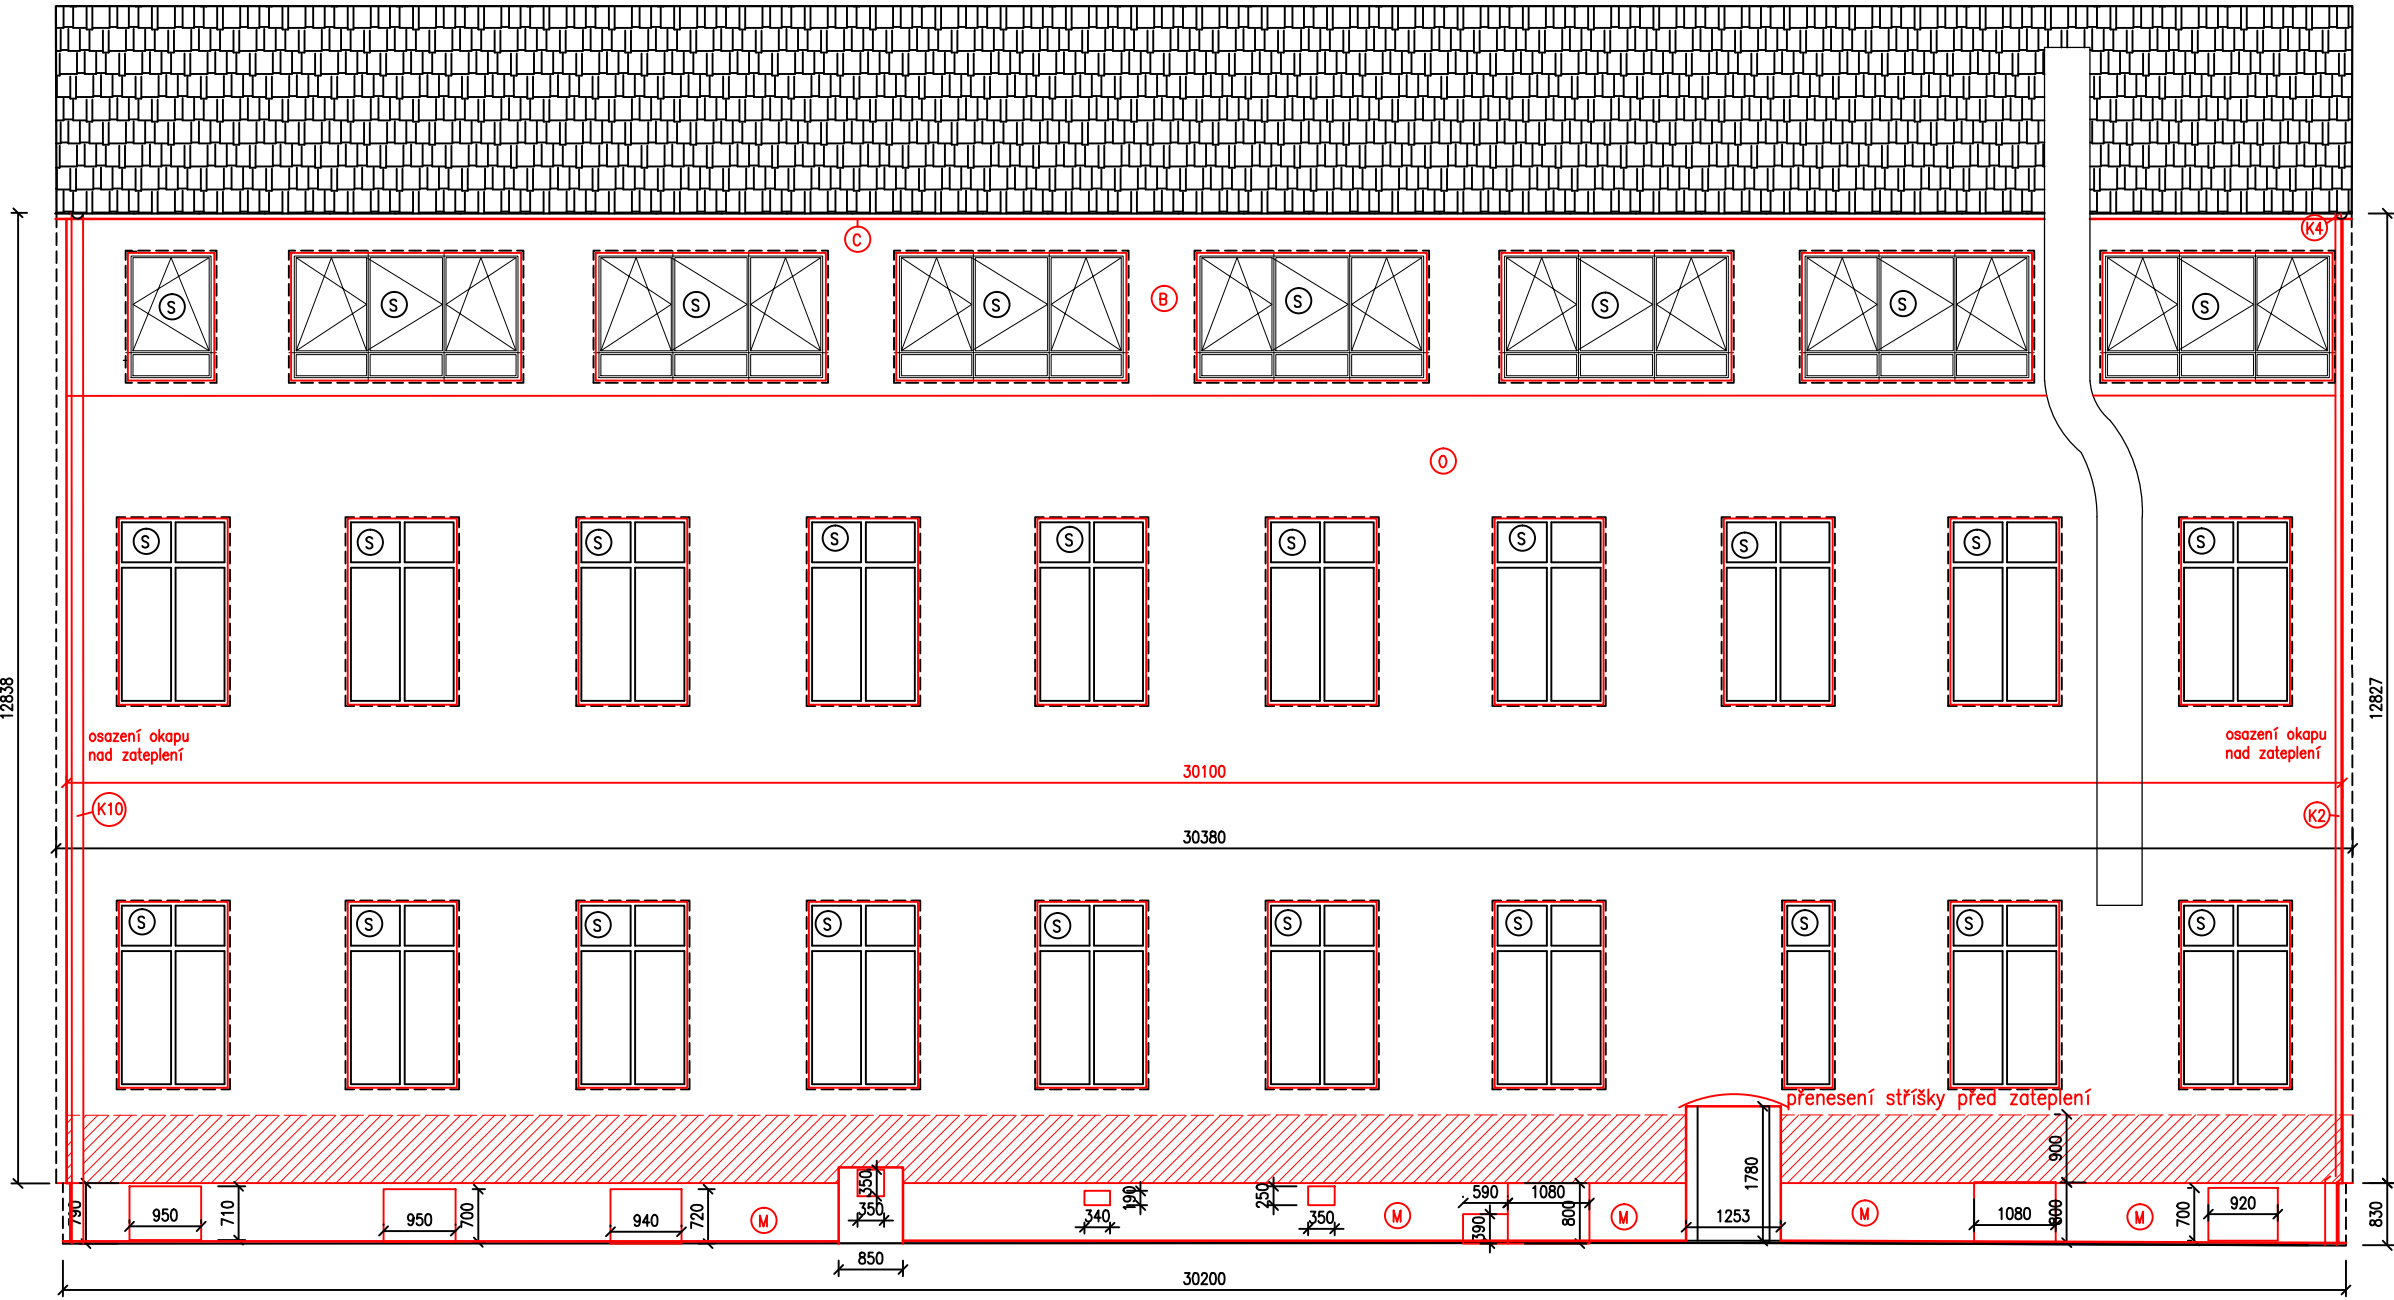 C
K4
S
S
S
S
B
S
S
S
S
O
S
S
S
S
S
S
S
S
S
S
12838
12827
osazení okapu
nad zateplení
osazení okapu
nad zateplení
30100
K10
K2
30380
S
S
S
S
S
S
S
S
S
S
přenesení stříšky před zateplení
900
790
950
710
950
700
940
720
M
350
350
340
190
250
350
M
590
1080
390
800
M
1780
1253
M
1080
800
M
700
920
830
850
30200